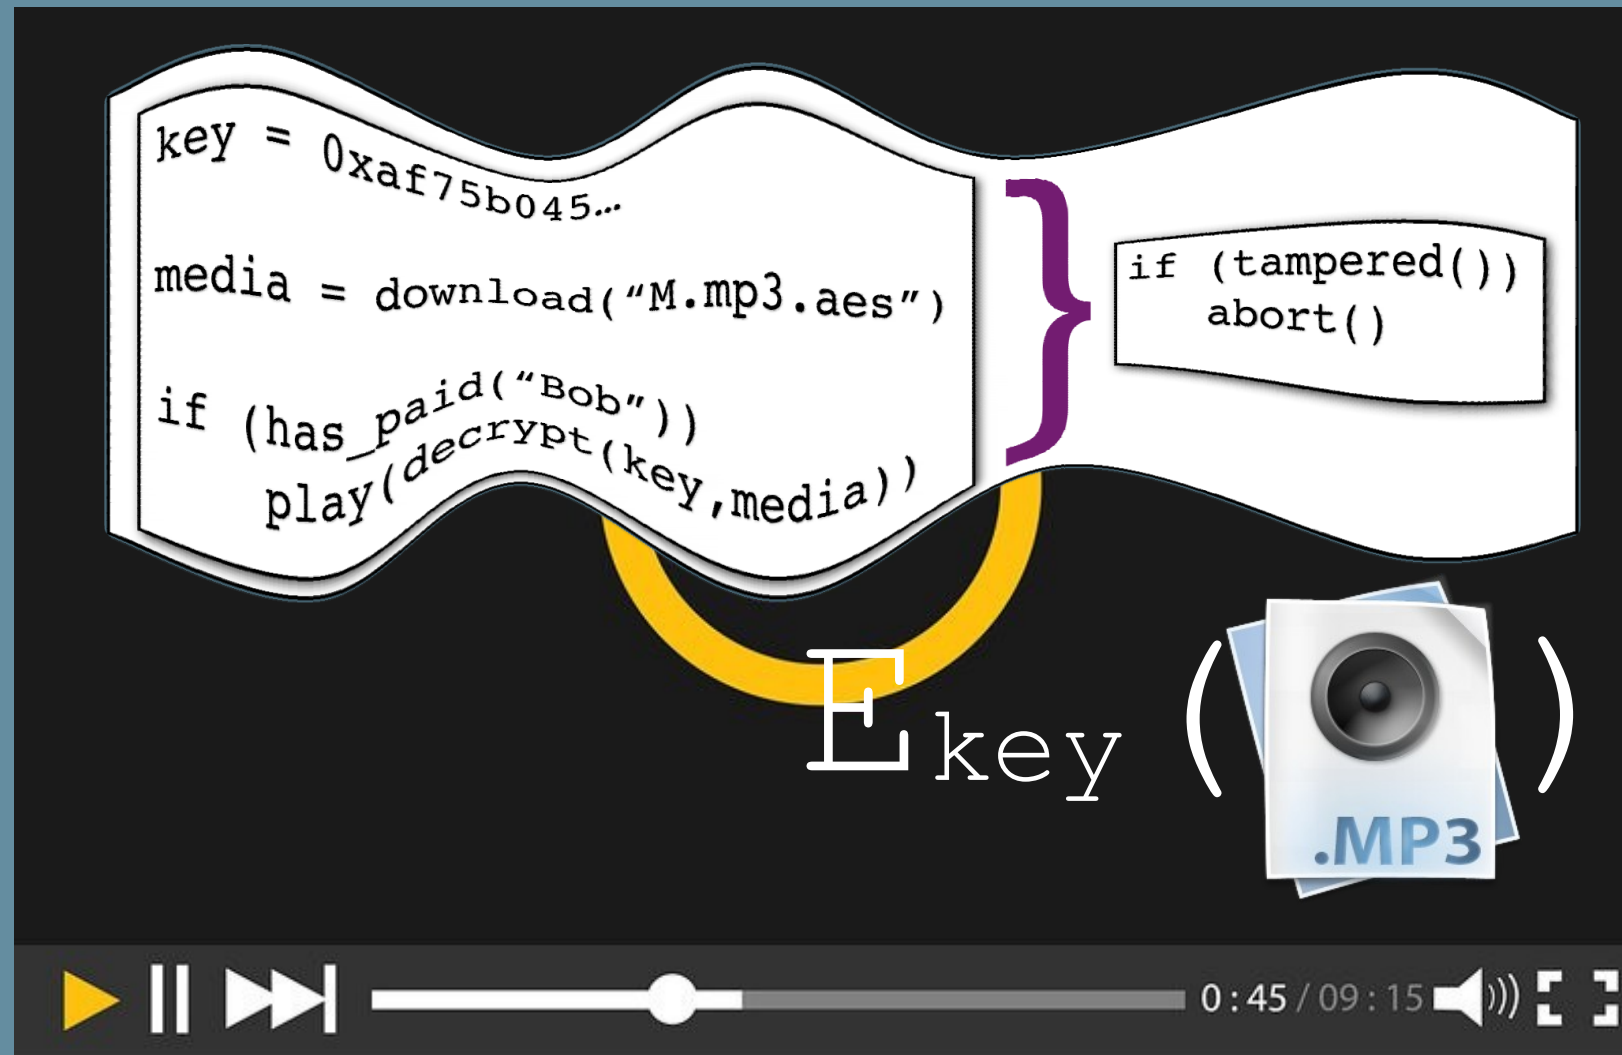 key = 0xaf75b045…
media = download(“M.mp3.aes”)
if (has_paid(“Bob”))
play(decrypt(key,media))
}
if (tampered())
abort()
Ekey ( )
.MP3
0:45/09:15